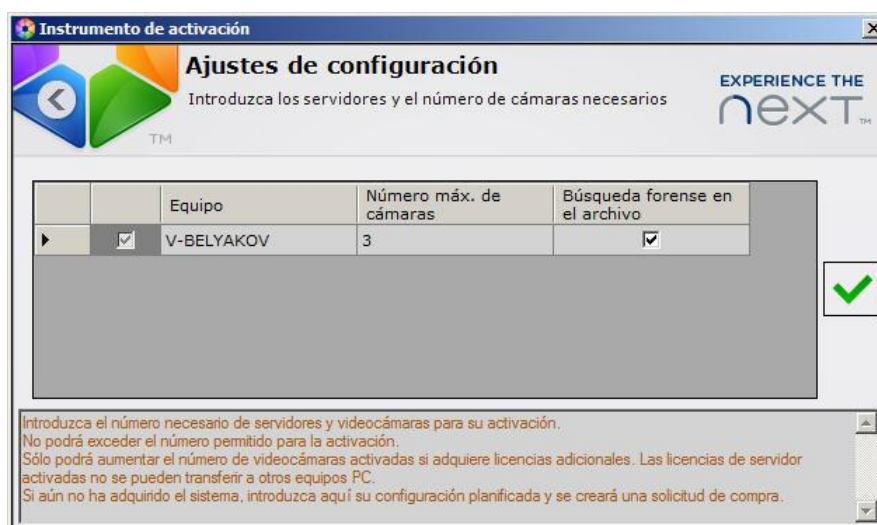 Instrumento de activación
Ajustes de configuración
Introduzca los servidores y el número de cámaras necesarios
EXPERIENCE THE
next™
TM
Equipo
Número máx. de
cámaras
Búsqueda forense en
el archivo
V-BELYAKOV
3
Introduzca el número necesario de servidores y videocámaras para su activación.
No podrá exceder el número permitido para la activación.
Sólo podrá aumentar el número de videocámaras activadas si adquiere licencias adicionales. Las licencias de servidor
activadas no se pueden transferir a otros equipos PC.
Si aún no ha adquirido el sistema, introduzca aquí su configuración planificada y se creará una solicitud de compra.